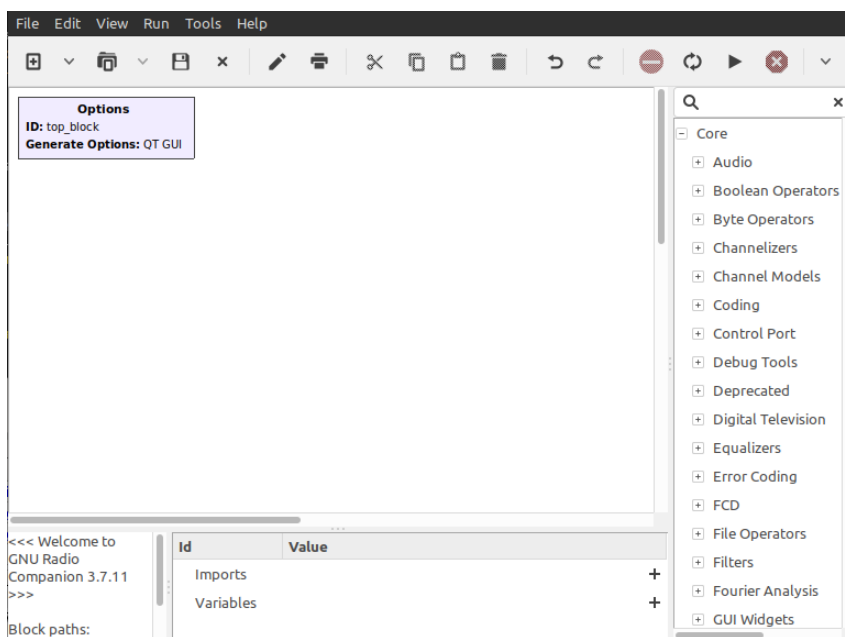 File Edit View Run Tools Help
Options
ID: top_block
Generate Options: QT GUI
Core
Audio
Boolean Operators
Byte Operators
Channelizers
Channel Models
Coding
Control Port
Debug Tools
Deprecated
Digital Television
Equalizers
Error Coding
FCD
File Operators
Filters
Fourier Analysis
GUI Widgets
<<< Welcome to
GNU Radio
Companion 3.7.11
>>>
Block paths:
Id Value
Imports
Variables